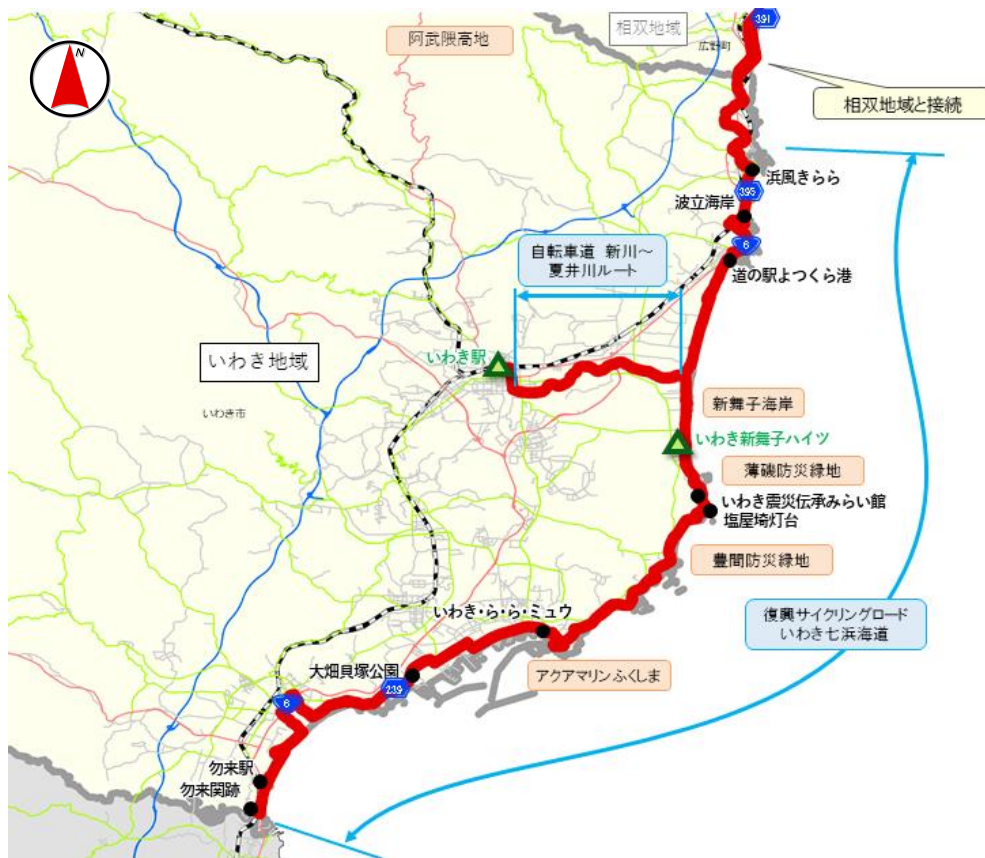 391
相双地域
N
阿武隈高地
広野町
相双地域と接続
浜風きらら
395
波立海岸
6
自転車道 新川～
夏井川ルート
道の駅よつくら港
いわき駅
いわき地域
いわき市
新舞子海岸
いわき新舞子ハイツ
薄磯防災緑地
いわき震災伝承みらい館
塩屋埼灯台
豊間防災緑地
いわき・ら・ら・ミュウ
復興サイクリングロード
いわき七浜海道
大畑貝塚公園
アクアマリンふくしま
239
6
勿来駅
勿来関跡